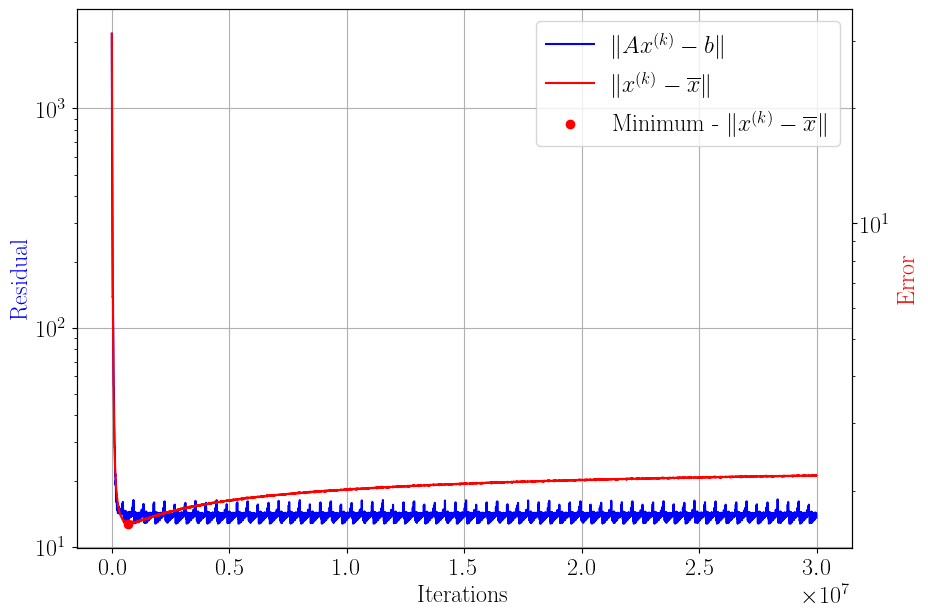 ‖Ax^{(k)} − b‖
‖x^{(k)} − x̅‖
Minimum - ‖x^{(k)} − x̅‖
10^3
10^2
10^1
Residual
10^1
Error
0.0 0.5 1.0 1.5 2.0 2.5 3.0
Iterations
×10^7